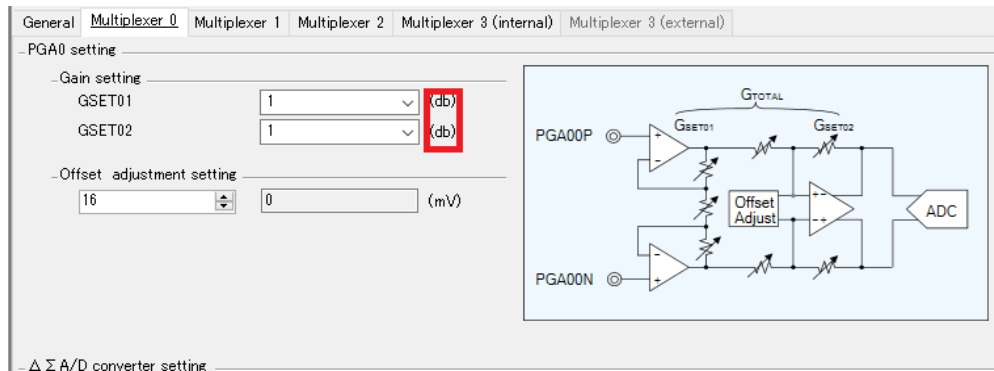 General Multiplexer 0 Multiplexer 1 Multiplexer 2 Multiplexer 3 (internal) Multiplexer 3 (external)
PGA0 setting
Gain setting
GSET01 1 (db)
GSET02 1 (db)
Offset adjustment setting
16 0 (mV)
GTOTAL
GSET01 GSET02
PGA00P
+
-
Offset
Adjust
+-
-+
ADC
-
+
PGA00N
ΔΣA/D converter setting